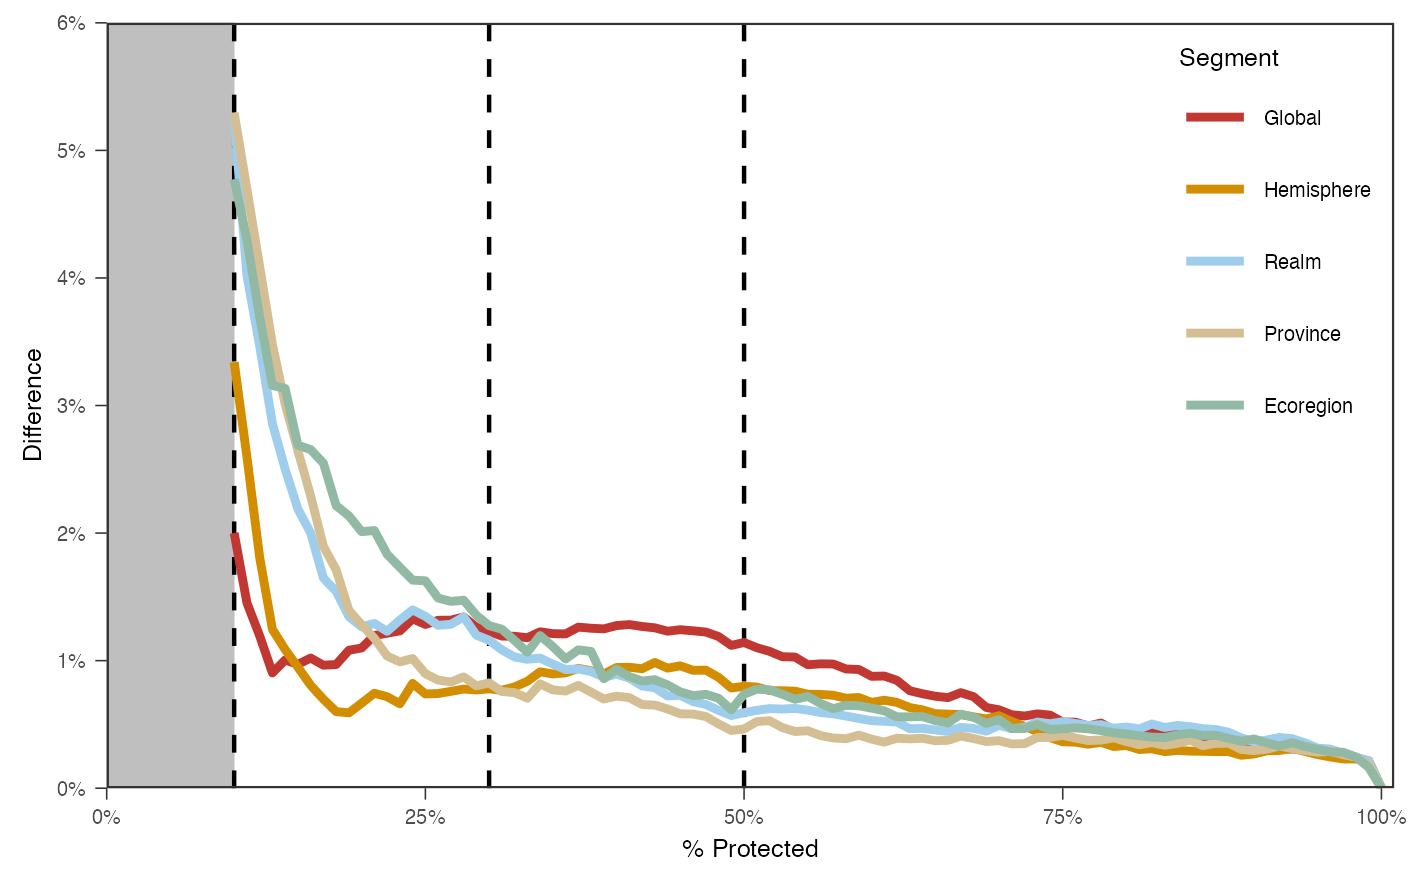 6%
5%
4%
3%
2%
1%
0%
Difference
0%
25%
50%
75%
100%
% Protected
Segment
Global
Hemisphere
Realm
Province
Ecoregion